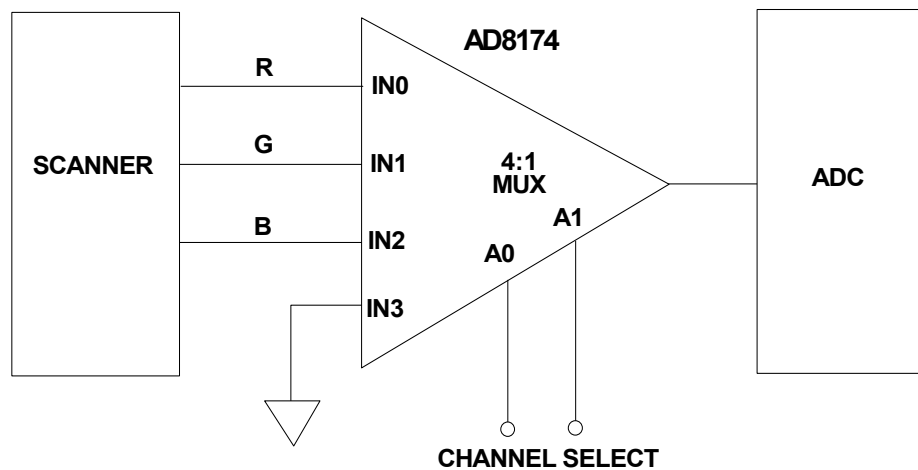 AD8174
R
IN0
G
IN1
SCANNER
4:1
MUX
ADC
B
IN2
A1
A0
IN3
CHANNEL SELECT